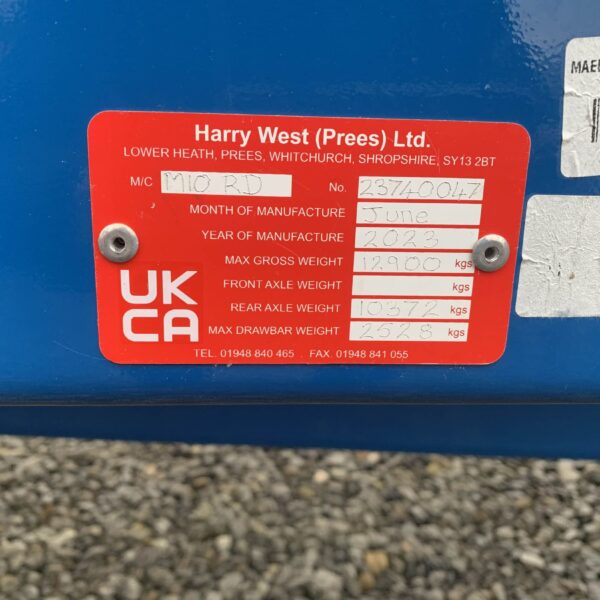 Harry West (Prees) Ltd.
LOWER HEATH, PREES, WHITCHURCH, SHROPSHIRE, SY13 2BT
M/C M10 RD No. 23740047
MONTH OF MANUFACTURE June
YEAR OF MANUFACTURE 2023
MAX GROSS WEIGHT 12900 kgs
FRONT AXLE WEIGHT kgs
REAR AXLE WEIGHT 10372 kgs
MAX DRAWBAR WEIGHT 2528 kgs
UK
CA
TEL. 01948 840 465 . FAX. 01948 841 055